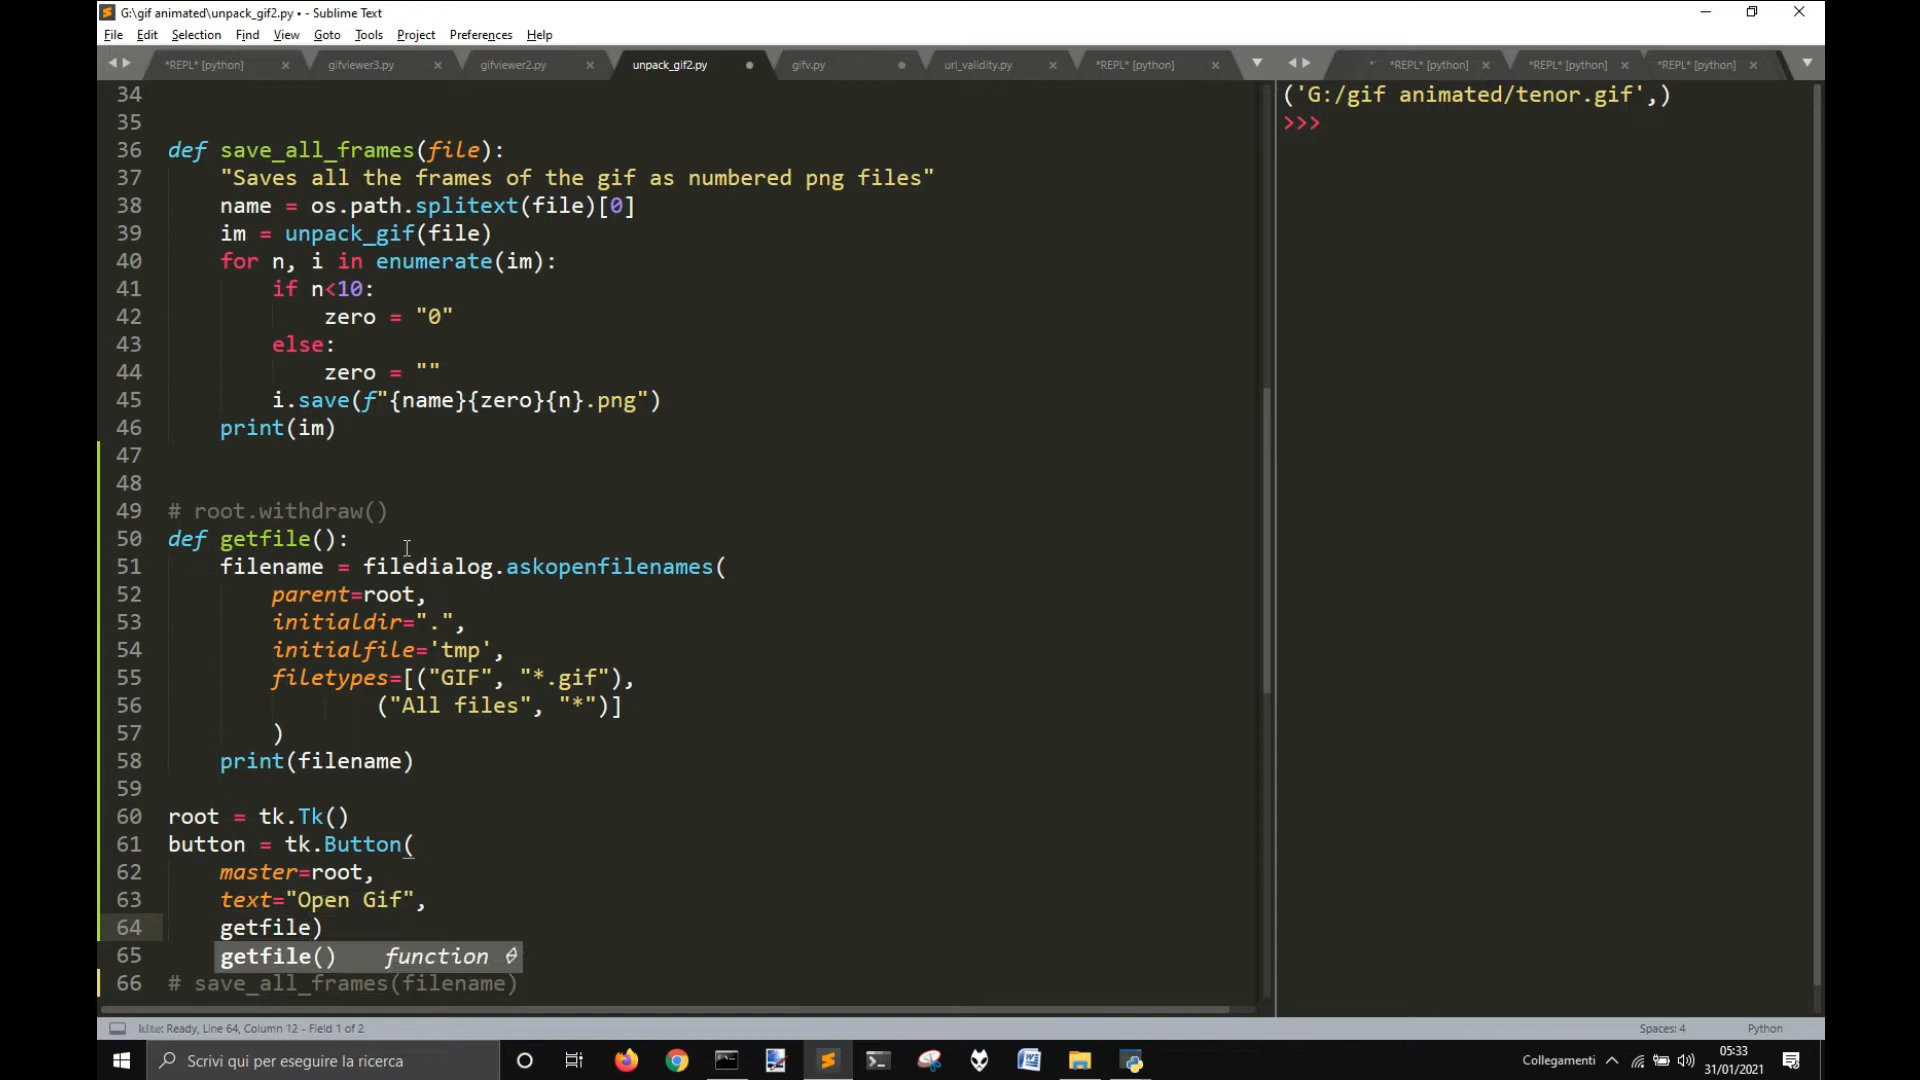 G:\gif animated\unpack_gif2.py • - Sublime Text
File Edit Selection Find View Goto Tools Project Preferences Help
*REPL* [python] gifviewer3.py gifviewer2.py unpack_gif2.py gifv.py url_validity.py *REPL* [python] *REPL* [python] *REPL* [python] *REPL* [python]
34
35
36 def save_all_frames(file):
37 "Saves all the frames of the gif as numbered png files"
38 name = os.path.splitext(file)[0]
39 im = unpack_gif(file)
40 for n, i in enumerate(im):
41 if n<10:
42 zero = "0"
43 else:
44 zero = ""
45 i.save(f"{name}{zero}{n}.png")
46 print(im)
47
48
49 # root.withdraw()
50 def getfile():
51 filename = filedialog.askopenfilenames(
52 parent=root,
53 initialdir=".",
54 initialfile='tmp',
55 filetypes=[("GIF", "*.gif"),
56 ("All files", "*")]
57 )
58 print(filename)
59
60 root = tk.Tk()
61 button = tk.Button(
62 master=root,
63 text="Open Gif",
64 getfile)
65 getfile() function
66 # save_all_frames(filename)
('G:/gif animated/tenor.gif',)
>>>
kite: Ready, Line 64, Column 12 - Field 1 of 2 Spaces: 4 Python
Scrivi qui per eseguire la ricerca
Collegamenti
05:33
31/01/2021